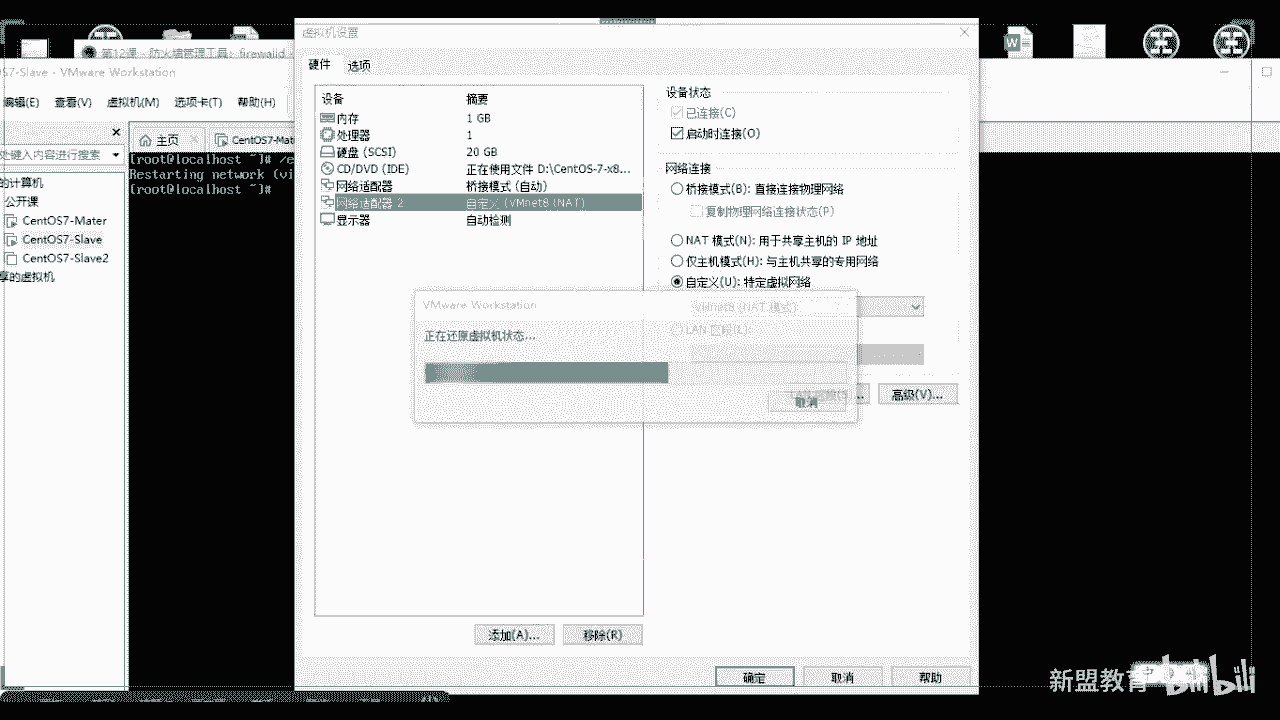 虚拟机设置
第12课 - 防火墙管理工具: firewalld
S7-Slave - VMware Workstation
编辑(E) 查看(V) 虚拟机(M) 选项卡(T) 帮助(H)
处键入内容进行搜索
的计算机
公开课
CentOS7-Mater
CentOS7-Slave
CentOS7-Slave2
享的虚拟机
主页
CentOS7-Mat
[root@localhost ~]# /e
Restarting network (vi
[root@localhost ~]#
硬件 选项
设备 摘要
内存 1 GB
处理器 1
硬盘 (SCSI) 20 GB
CD/DVD (IDE) 正在使用文件 D:\CentOS-7-x8...
网络适配器 桥接模式 (自动)
网络适配器 2 自定义 (VMnet8 (NAT)
显示器 自动检测
添加(A)... 移除(R)
设备状态
已连接(C)
启动时连接(O)
网络连接
桥接模式(B): 直接连接物理网络
复制物理网络连接状态(P)
NAT 模式(N): 用于共享主机的 IP 地址
仅主机模式(H): 与主机共享的专用网络
自定义(U): 特定虚拟网络
VMnet8 (NAT 模式)
LAN 区段(L):
高级(V)...
VMware Workstation
正在还原虚拟机状态...
取消
确定 取消 帮助
中
新盟教育 bilibili